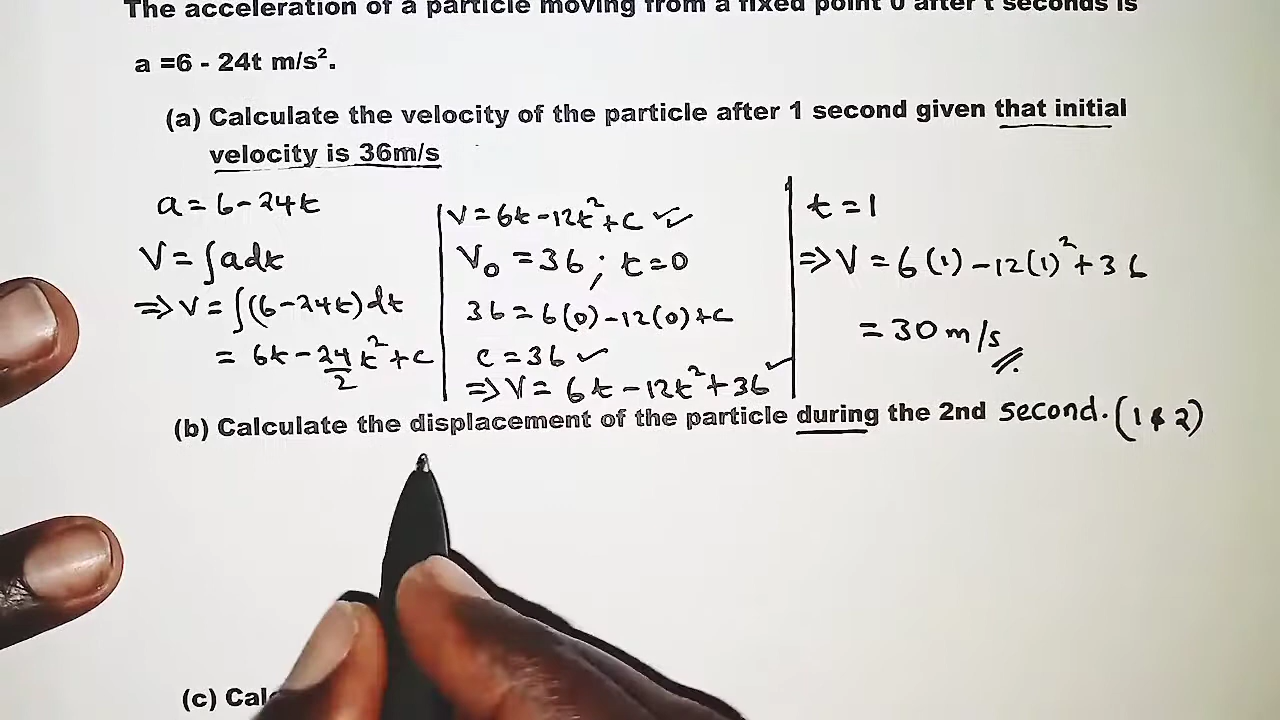 The acceleration of a particle moving from a fixed point 0 after t seconds is
a =6 - 24t m/s².
(a) Calculate the velocity of the particle after 1 second given that initial
velocity is 36m/s
a = 6 - 24t
V = ∫adt
⇒ V = ∫(6-24t)dt
= 6t - 24/2 t² + c
V = 6t - 12t² + c ✓
V₀ = 36 ; t = 0
36 = 6(0) - 12(0) + c
c = 36 ✓
⇒ V = 6t - 12t² + 36 ✓
t = 1
⇒ V = 6(1) - 12(1)² + 36
= 30 m/s
(b) Calculate the displacement of the particle during the 2nd second. (1 & 2)
(c) Cal